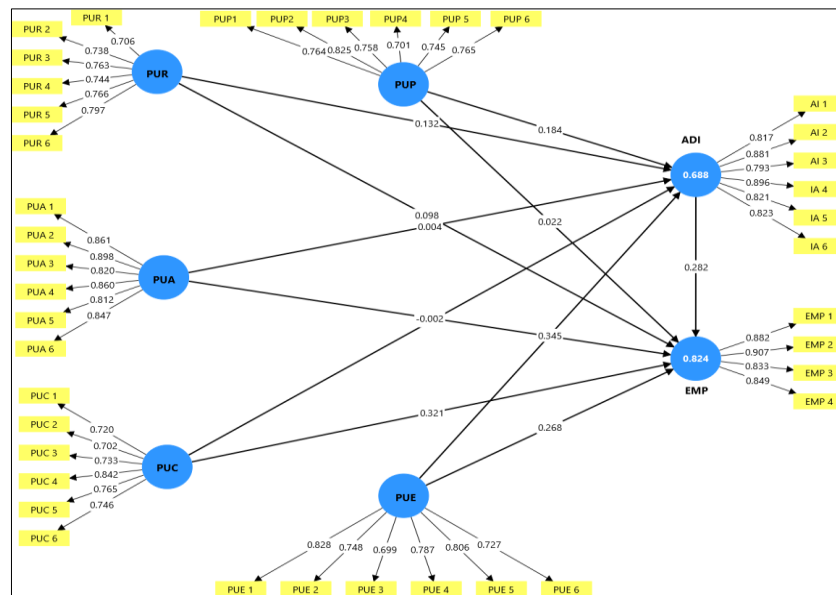 PUR 1
PUR 2
PUR 3
PUR 4
PUR 5
PUR 6
0.706
0.738
0.763
0.744
0.766
0.797
PUR
PUP1
PUP2
PUP3
PUP4
PUP 5
PUP 6
0.764
0.825
0.758
0.701
0.745
0.765
PUP
0.132
0.184
ADI
0.688
0.817
0.881
0.793
0.896
0.821
0.823
AI 1
AI 2
AI 3
IA 4
IA 5
IA 6
PUA 1
PUA 2
PUA 3
PUA 4
PUA 5
PUA 6
0.861
0.898
0.820
0.860
0.812
0.847
PUA
0.098
0.004
0.022
0.282
-0.002
0.345
0.824
EMP
0.882
0.907
0.833
0.849
EMP 1
EMP 2
EMP 3
EMP 4
PUC 1
PUC 2
PUC 3
PUC 4
PUC 5
PUC 6
0.720
0.702
0.733
0.842
0.765
0.746
PUC
0.321
0.268
PUE
0.828
0.748
0.699
0.787
0.806
0.727
PUE 1
PUE 2
PUE 3
PUE 4
PUE 5
PUE 6